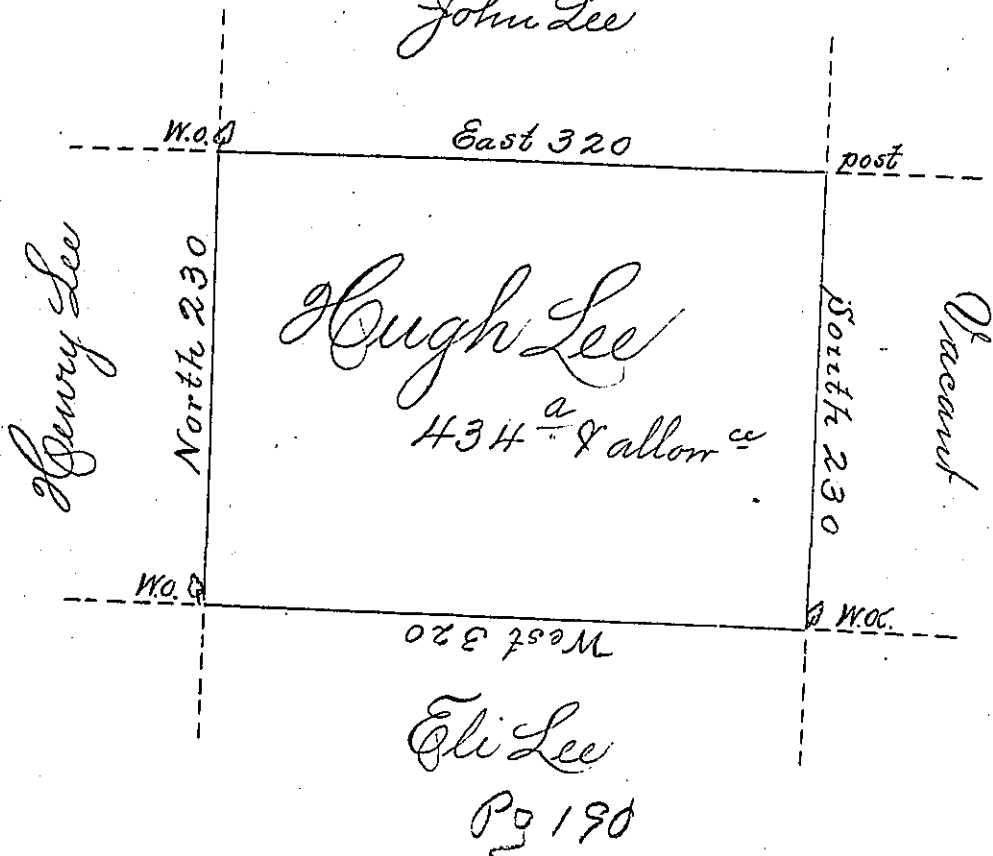 John Lee
W.O.
East 320
post
Henry Lee
North 230
Hugh Lee
434 a & allow ce
South 230
Vacant
W.O.
W.O.
West 320
Eli Lee
Pg 190